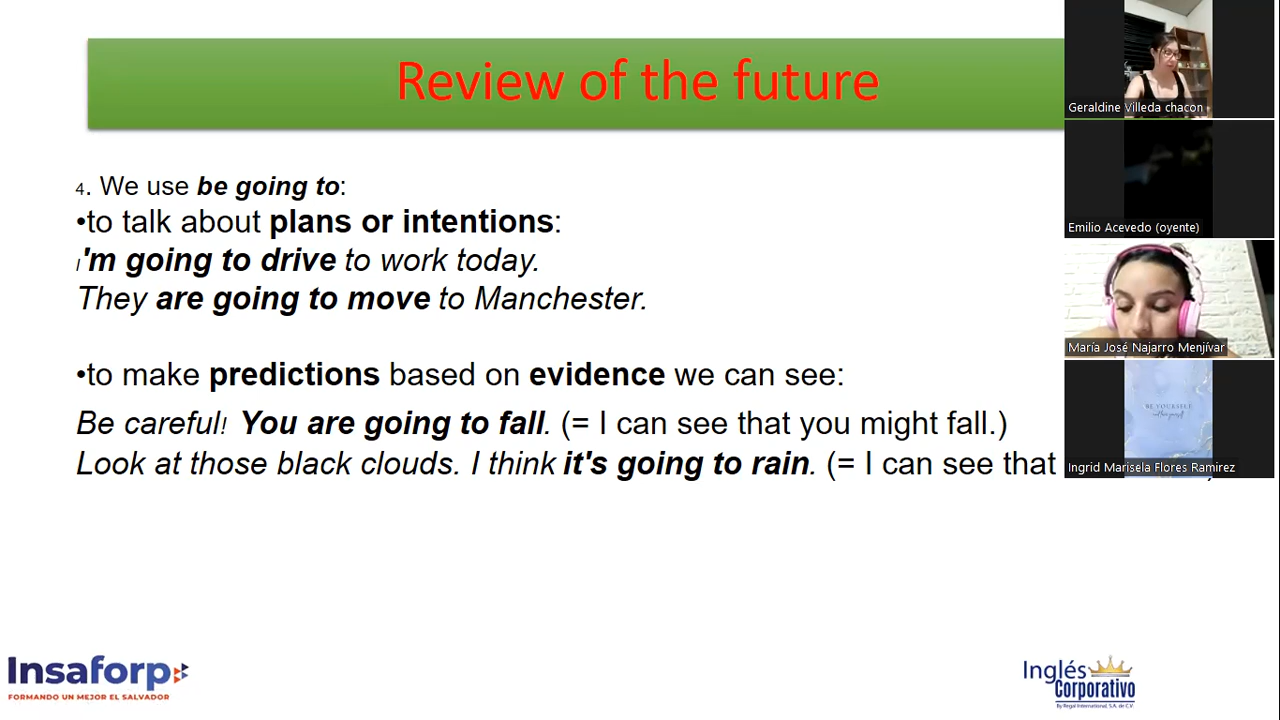 Review of the future
4. We use be going to:
•to talk about plans or intentions:
I'm going to drive to work today.
They are going to move to Manchester.
•to make predictions based on evidence we can see:
Be careful! You are going to fall. (= I can see that you might fall.)
Look at those black clouds. I think it's going to rain. (= I can see that
Geraldine Villeda chacon
Emilio Acevedo (oyente)
María José Najarro Menjívar
BE YOURSELF
Ingrid Marisela Flores Ramirez
Insaforp
FORMANDO UN MEJOR EL SALVADOR
Inglés
Corporativo
By Regal International, S.A. de C.V.